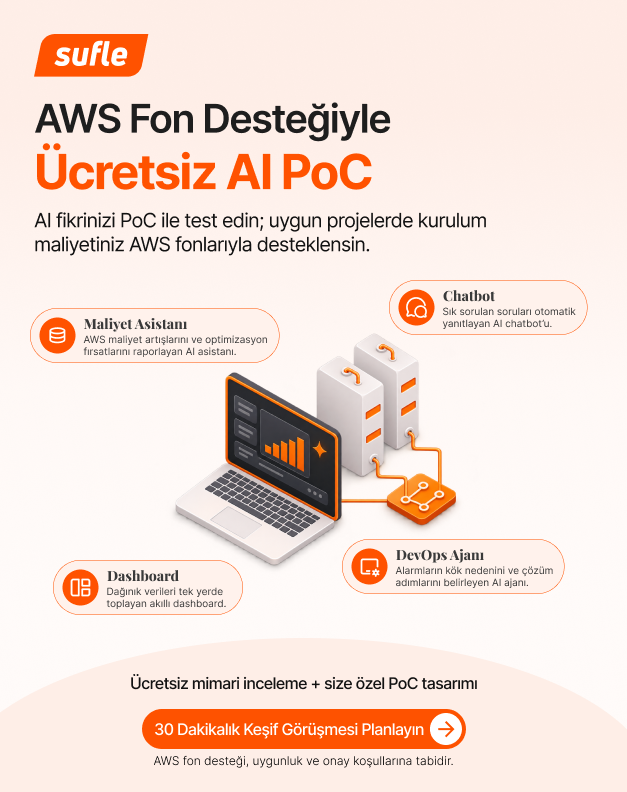 sufle
AWS Fon Desteğiyle
Ücretsiz AI PoC
AI fikrinizi PoC ile test edin; uygun projelerde kurulum
maliyetiniz AWS fonlarıyla desteklensin.
Chatbot
Sık sorulan soruları otomatik
yanıtlayan AI chatbot'u.
Maliyet Asistanı
AWS maliyet artışlarını ve optimizasyon
fırsatlarını raporlayan AI asistanı.
DevOps Ajanı
Alarmların kök nedenini ve çözüm
adımlarını belirleyen AI ajanı.
Dashboard
Dağınık verileri tek yerde
toplayan akıllı dashboard.
Ücretsiz mimari inceleme + size özel PoC tasarımı
30 Dakikalık Keşif Görüşmesi Planlayın
AWS fon desteği, uygunluk ve onay koşullarına tabidir.